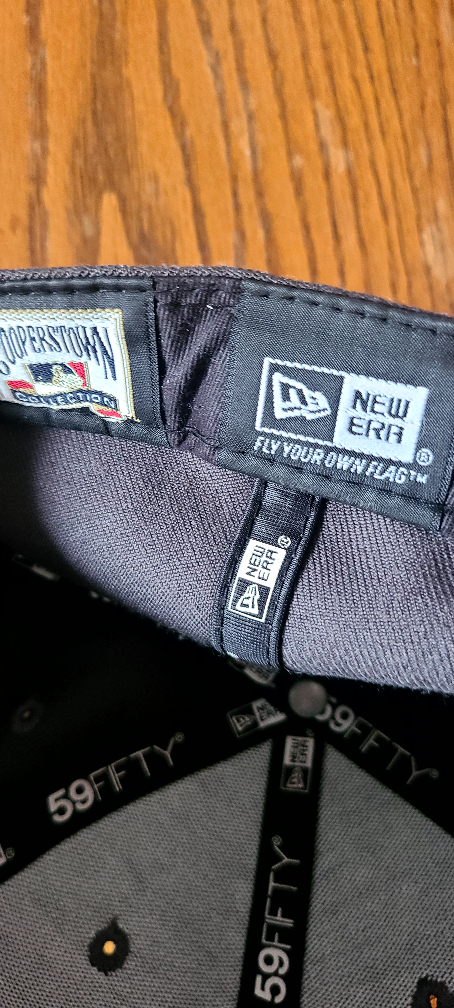 COOPERSTOWN
COLLECTION
NEW
ERA®
FLY YOUR OWN FLAG™
NEW
ERA®
59FIFTY®
59FIFTY®
NEW
ERA
59FIFTY®